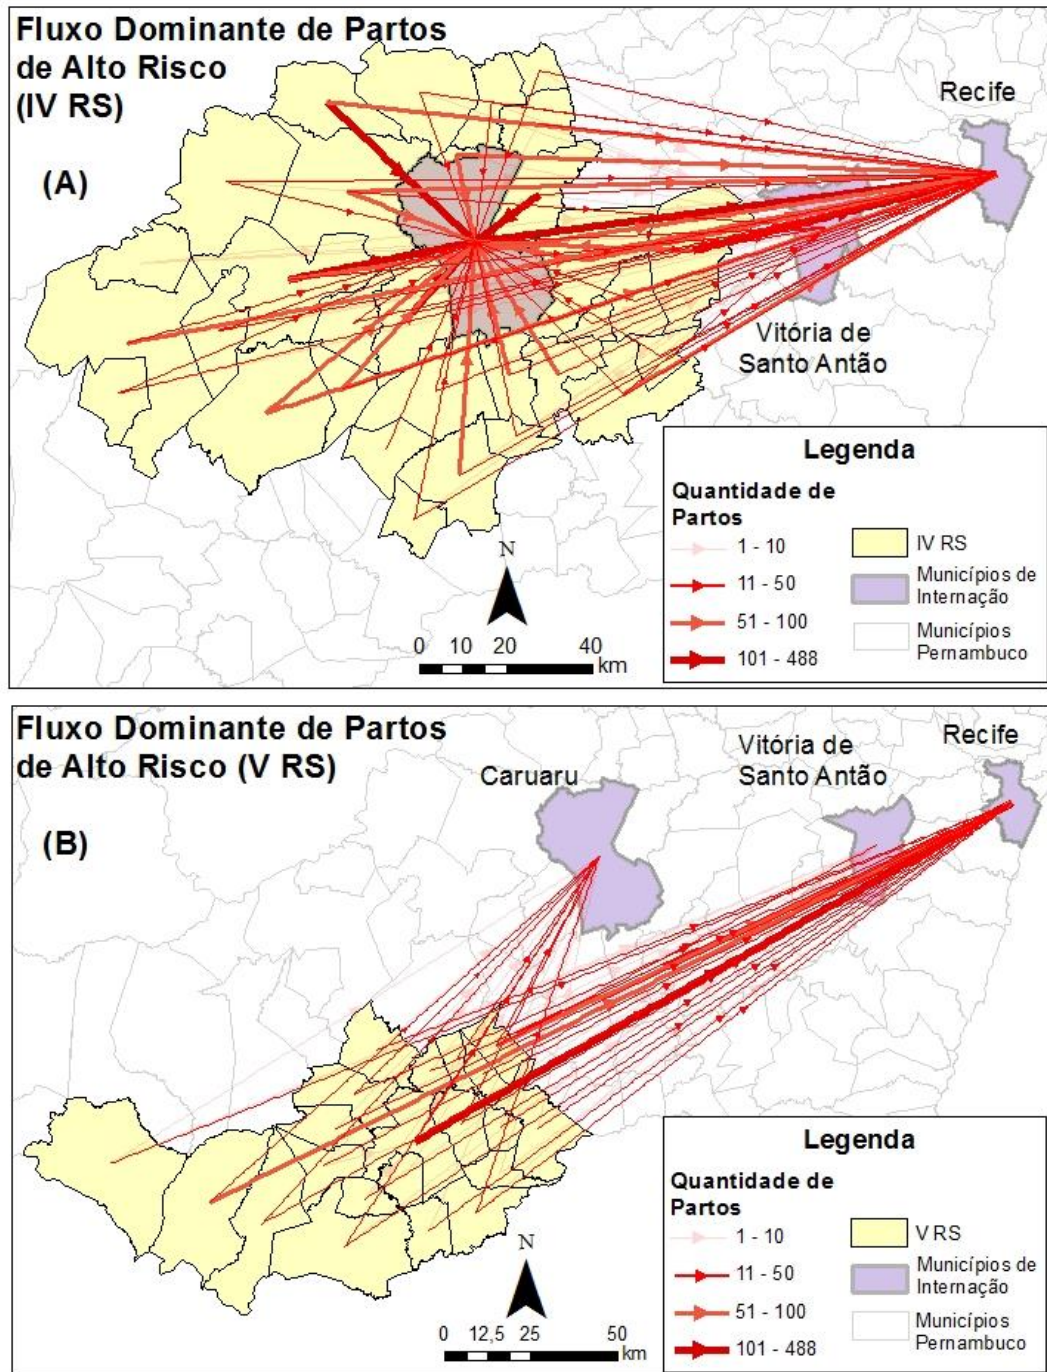 Fluxo Dominante de Partos
de Alto Risco
(IV RS)
(A)
Recife
Vitória de
Santo Antão
Legenda
Quantidade de
Partos
1 - 10
11 - 50
51 - 100
101 - 488
IV RS
Municípios de
Internação
Municípios
Pernambuco
N
0 10 20 40
km
Fluxo Dominante de Partos
de Alto Risco (V RS)
(B)
Caruaru
Vitória de
Santo Antão
Recife
Legenda
Quantidade de
Partos
1 - 10
11 - 50
51 - 100
101 - 488
V RS
Municípios de
Internação
Municípios
Pernambuco
N
0 12,5 25 50
km